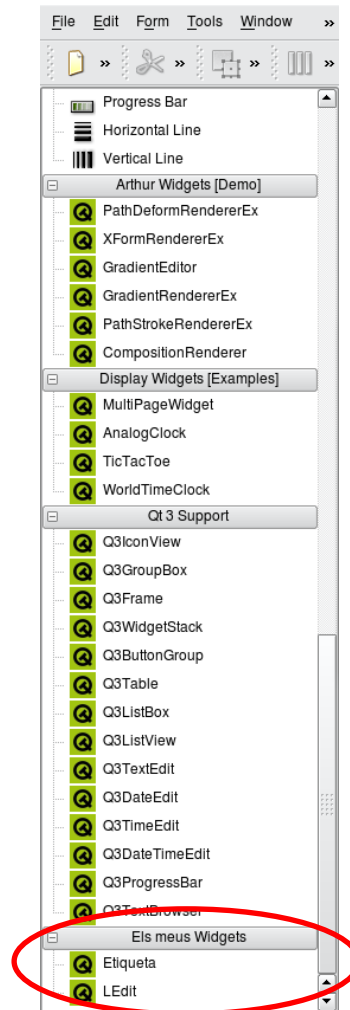 File Edit Form Tools Window »
» » » »
Progress Bar
Horizontal Line
Vertical Line
Arthur Widgets [Demo]
PathDeformRendererEx
XFormRendererEx
GradientEditor
GradientRendererEx
PathStrokeRendererEx
CompositionRenderer
Display Widgets [Examples]
MultiPageWidget
AnalogClock
TicTacToe
WorldTimeClock
Qt 3 Support
Q3IconView
Q3GroupBox
Q3Frame
Q3WidgetStack
Q3ButtonGroup
Q3Table
Q3ListBox
Q3ListView
Q3TextEdit
Q3DateEdit
Q3TimeEdit
Q3DateTimeEdit
Q3ProgressBar
Q3TextBrowser
Els meus Widgets
Etiqueta
LEdit